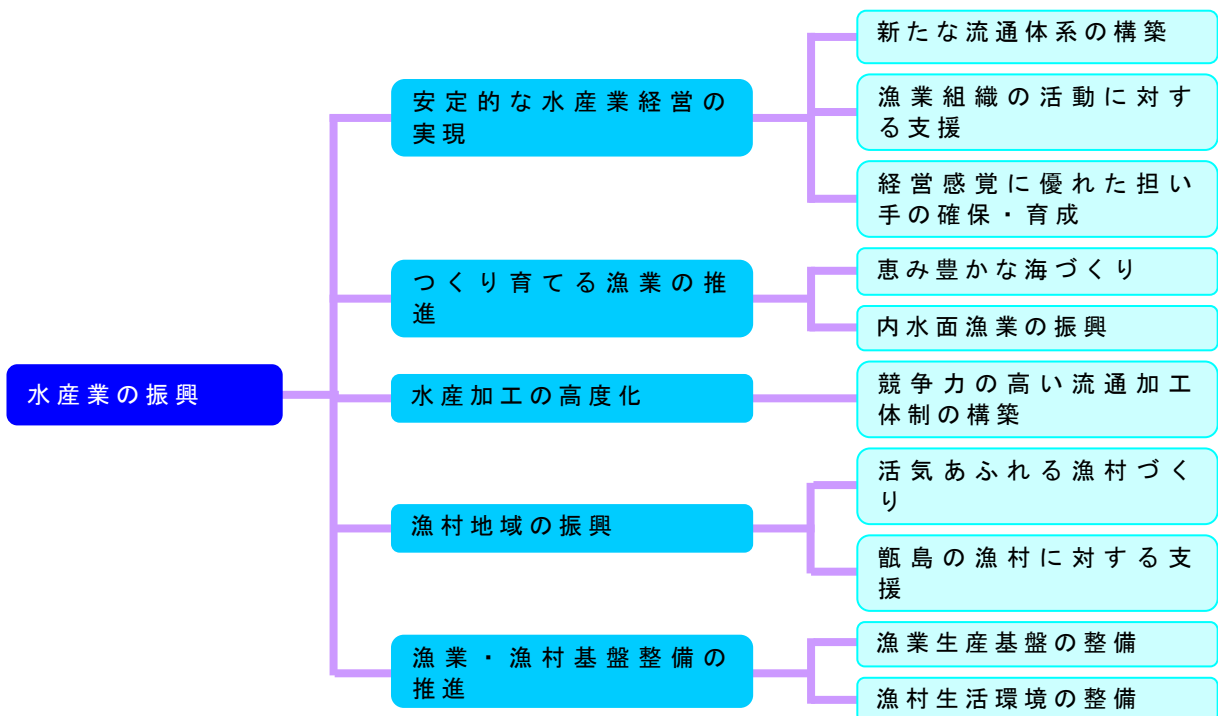 水産業の振興
安定的な水産業経営の
実現
新たな流通体系の構築
漁業組織の活動に対す
る支援
経営感覚に優れた担い
手の確保・育成
つくり育てる漁業の推
進
恵み豊かな海づくり
内水面漁業の振興
水産加工の高度化
競争力の高い流通加工
体制の構築
漁村地域の振興
活気あふれる漁村づく
り
甑島の漁村に対する支
援
漁業・漁村基盤整備の
推進
漁業生産基盤の整備
漁村生活環境の整備